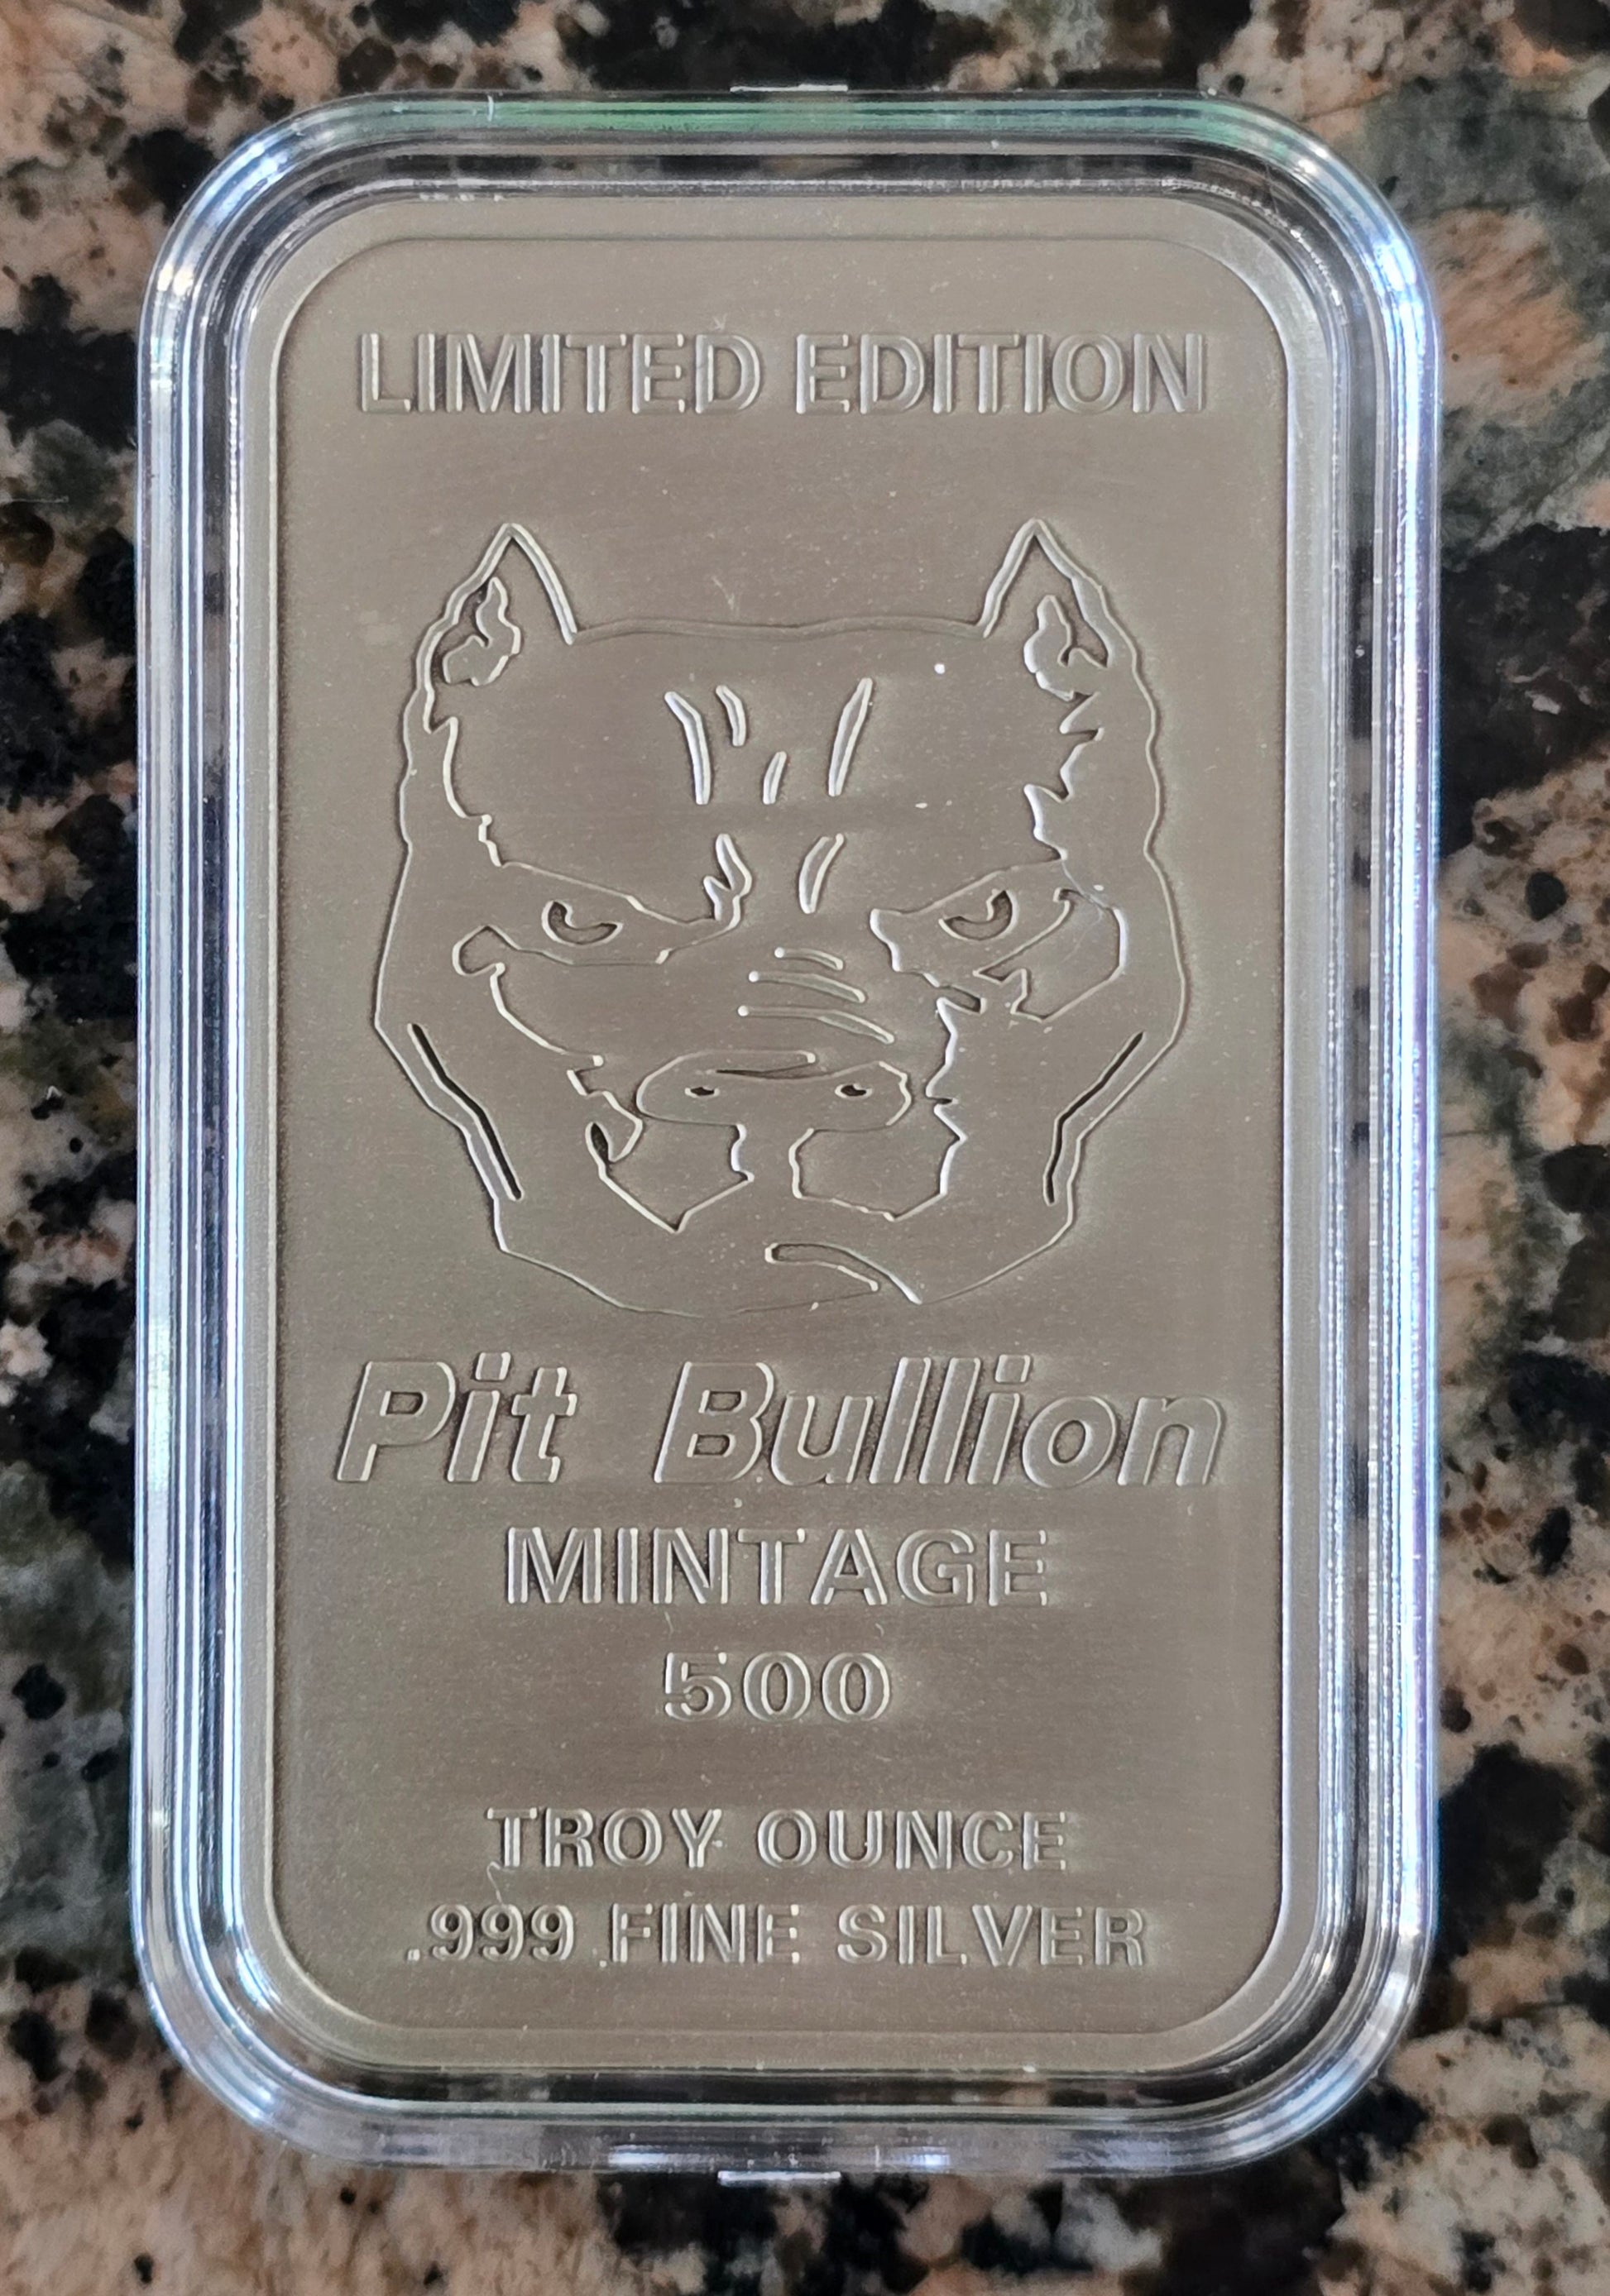 LIMITED EDITION
Pit Bullion
MINTAGE
500
TROY OUNCE
.999 FINE SILVER